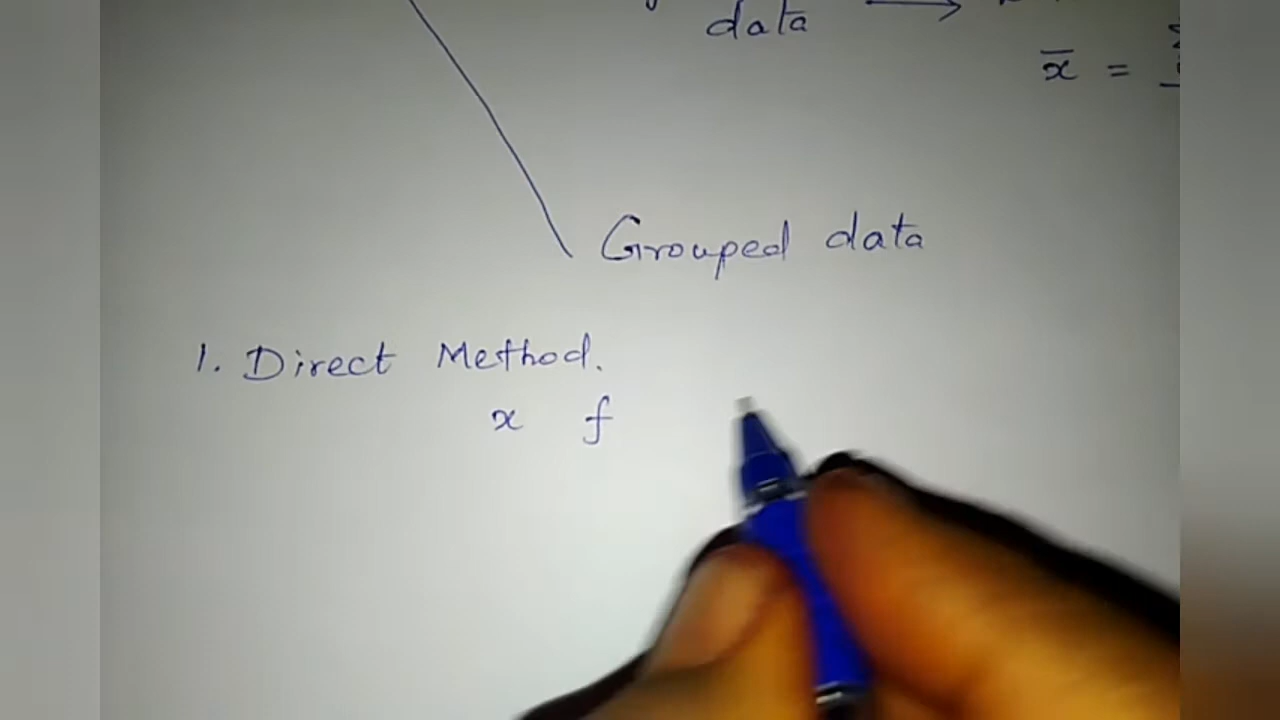 data
x̄ =
Grouped data
1. Direct Method.
x f